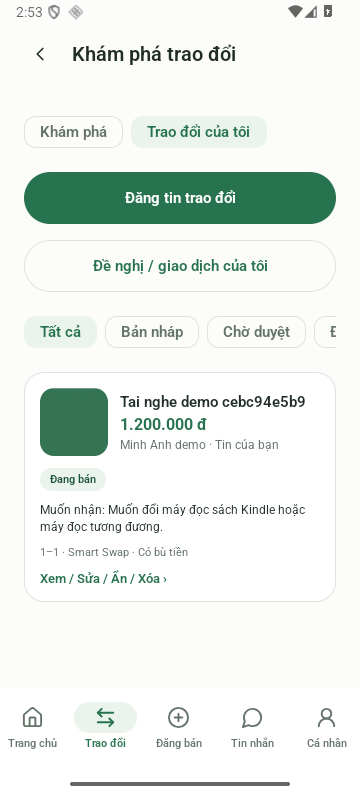 2:53
Khám phá trao đổi
Khám phá
Trao đổi của tôi
Đăng tin trao đổi
Đề nghị / giao dịch của tôi
Tất cả
Bản nháp
Chờ duyệt
Tai nghe demo cebc94e5b9
1.200.000 đ
Minh Anh demo · Tin của bạn
Đang bán
Muốn nhận: Muốn đổi máy đọc sách Kindle hoặc
máy đọc tương đương.
1–1 · Smart Swap · Có bù tiền
Xem / Sửa / Ẩn / Xóa ›
Trang chủ
Trao đổi
Đăng bán
Tin nhắn
Cá nhân